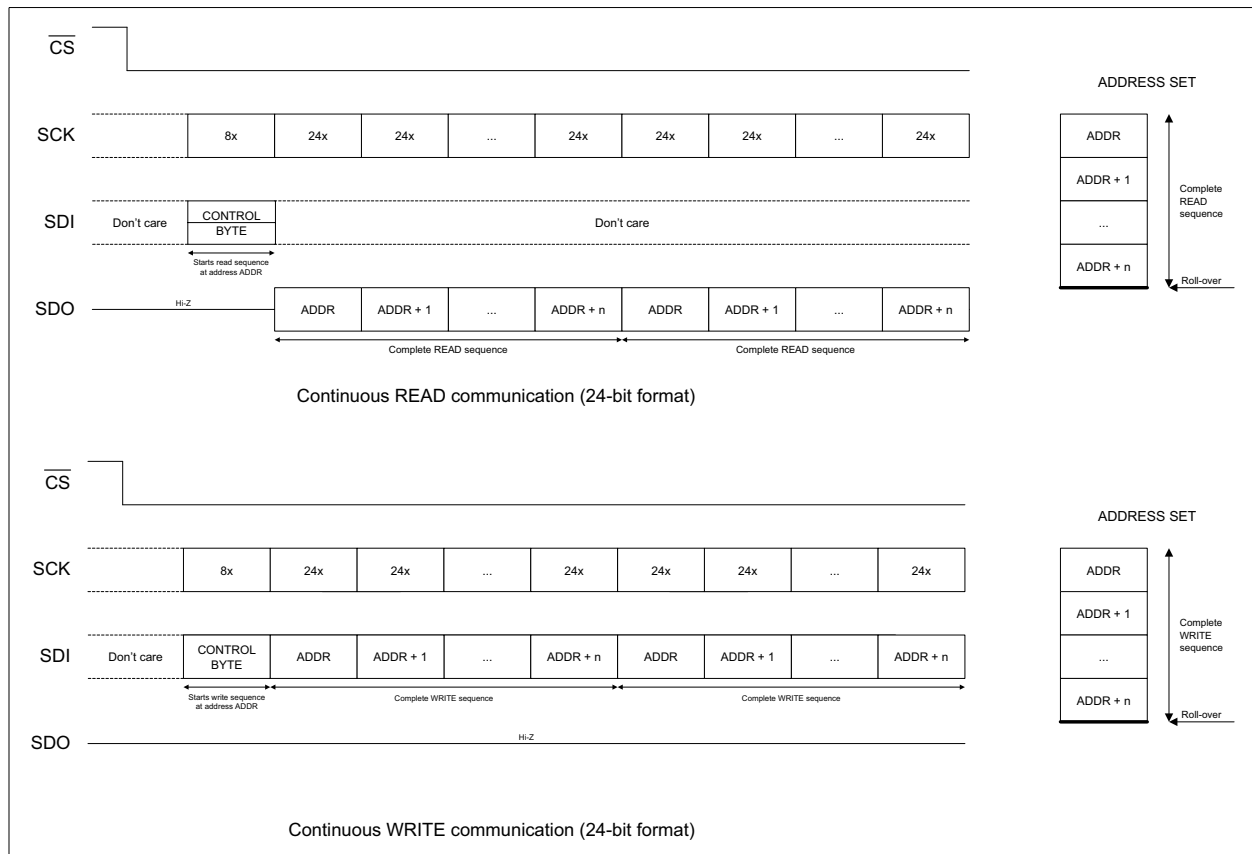 CS
ADDRESS SET
SCK 8x 24x 24x ... 24x 24x 24x ... 24x
ADDR
ADDR + 1
...
ADDR + n
Complete
READ
sequence
Roll-over
SDI Don't care CONTROL
BYTE Don't care
Starts read sequence
at address ADDR
SDO Hi-Z ADDR ADDR + 1 ... ADDR + n ADDR ADDR + 1 ... ADDR + n
Complete READ sequence Complete READ sequence
Continuous READ communication (24-bit format)
CS
ADDRESS SET
SCK 8x 24x 24x ... 24x 24x 24x ... 24x
ADDR
ADDR + 1
...
ADDR + n
Complete
WRITE
sequence
Roll-over
SDI Don't care CONTROL
BYTE ADDR ADDR + 1 ... ADDR + n ADDR ADDR + 1 ... ADDR + n
Starts write sequence
at address ADDR
Complete WRITE sequence Complete WRITE sequence
SDO Hi-Z
Continuous WRITE communication (24-bit format)